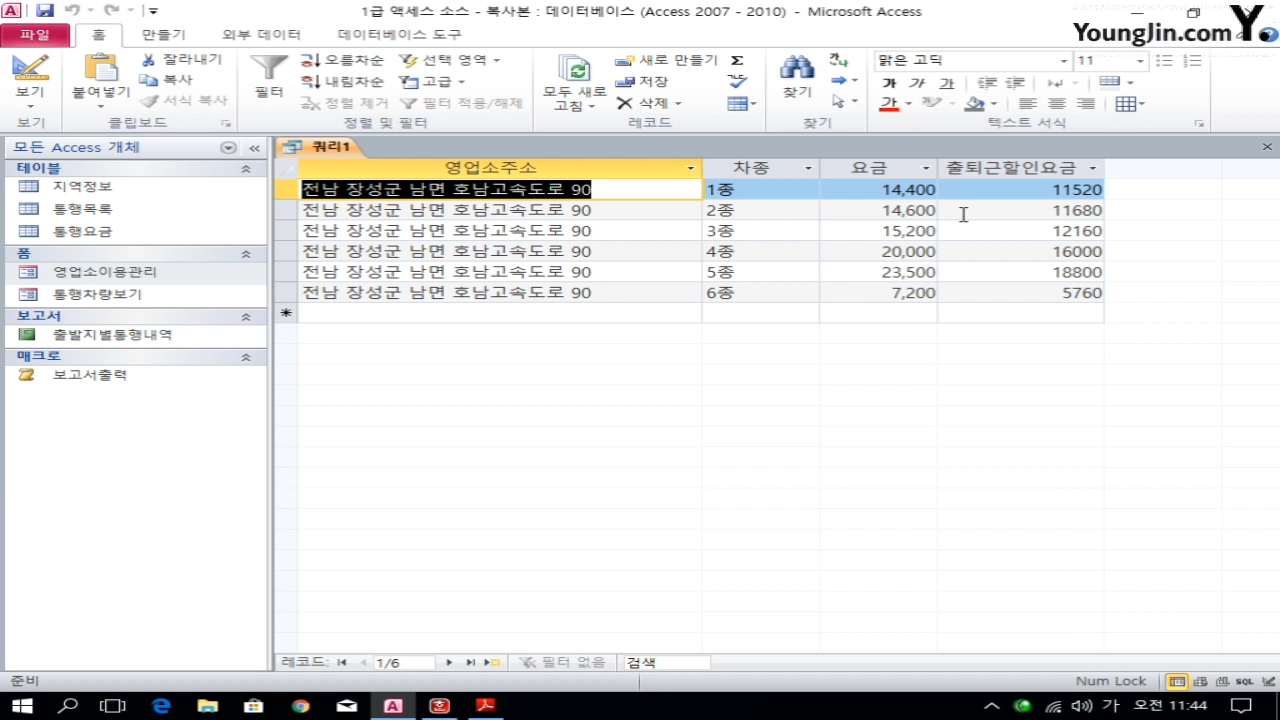 1급 액세스 소스 - 복사본 : 데이터베이스 (Access 2007 - 2010) - Microsoft Access
YoungJin.com Y
파일 홈 만들기 외부 데이터 데이터베이스 도구
보기 붙여넣기 잘라내기 복사 서식 복사 필터 오름차순 내림차순 정렬 제거 선택 영역 고급 필터 적용/해제 모두 새로 고침 새로 만들기 저장 삭제 찾기 맑은 고딕 11
가 가 가 가
보기 클립보드 정렬 및 필터 레코드 찾기 텍스트 서식
모든 Access 개체
쿼리1
테이블
지역정보
통행목록
통행요금
폼
영업소이용관리
통행차량보기
보고서
출발지별통행내역
매크로
보고서출력
영업소주소 차종 요금 출퇴근할인요금
전남 장성군 남면 호남고속도로 90 1종 14,400 11520
전남 장성군 남면 호남고속도로 90 2종 14,600 11680
전남 장성군 남면 호남고속도로 90 3종 15,200 12160
전남 장성군 남면 호남고속도로 90 4종 20,000 16000
전남 장성군 남면 호남고속도로 90 5종 23,500 18800
전남 장성군 남면 호남고속도로 90 6종 7,200 5760
레코드: 1/6 필터 없음 검색
준비 Num Lock SQL
가 오전 11:44